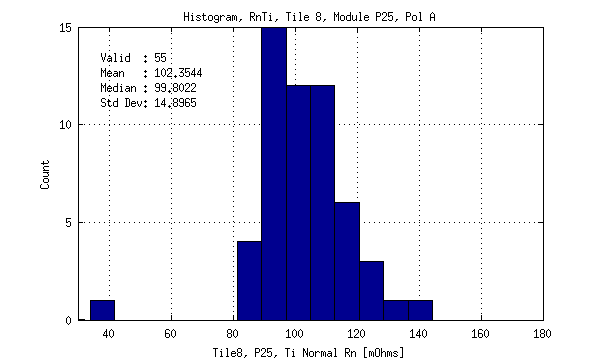 Histogram, RnTi, Tile 8, Module P25, Pol A
15
Valid : 55
Mean : 102.3544
Median : 99.8022
Std Dev: 14.8965
10
Count
5
0
40 60 80 100 120 140 160 180
Tile8, P25, Ti Normal Rn [mOhms]